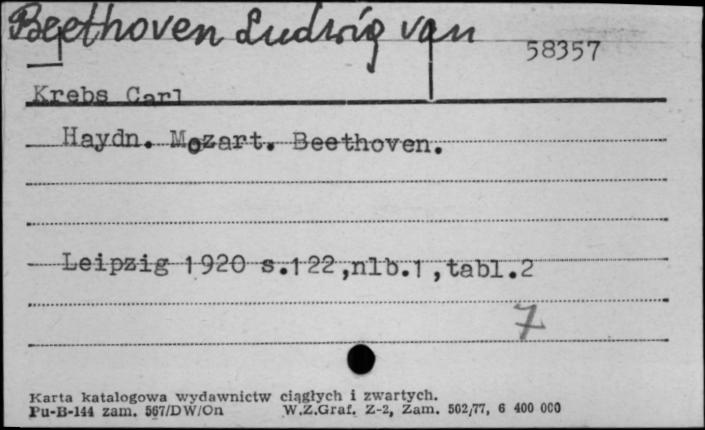 Beethoven Ludwig van
58357
Krebs Carl
Haydn. Mozart. Beethoven.
Leipzig 1920 s.122,nlb.1,tabl.2
7
Karta katalogowa wydawnictw ciągłych i zwartych.
Pu-B-144 zam. 567/DW/On W.Z.Graf. Z-2, Zam. 502/77, 6 400 000